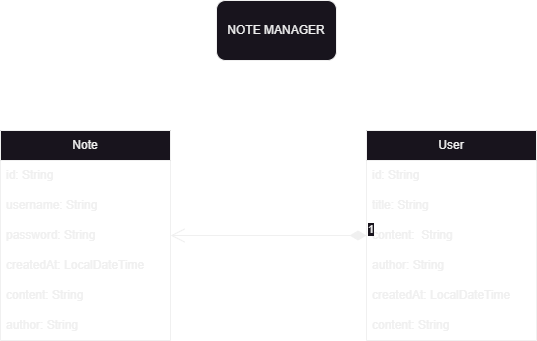 NOTE MANAGER
Note
id: String
username: String
password: String
createdAt: LocalDateTime
content: String
author: String
User
id: String
title: String
1
content: String
author: String
createdAt: LocalDateTime
content: String